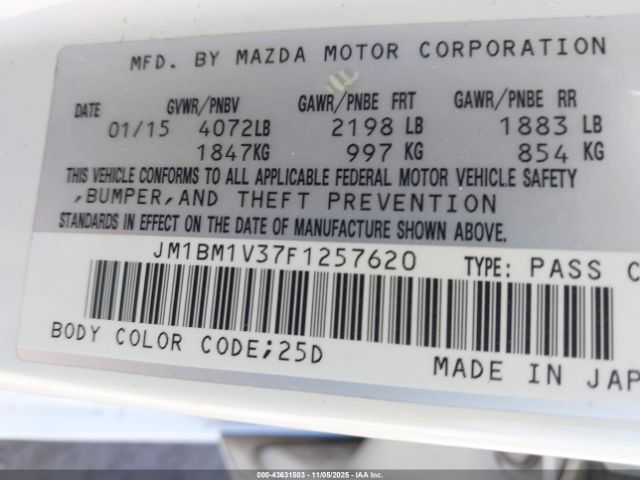 MFD. BY MAZDA MOTOR CORPORATION
DATE GVWR/PNBV GAWR/PNBE FRT GAWR/PNBE RR
01/15 4072LB 2198 LB 1883 LB
1847KG 997 KG 854 KG
THIS VEHICLE CONFORMS TO ALL APPLICABLE FEDERAL MOTOR VEHICLE SAFETY
,BUMPER,AND THEFT PREVENTION
STANDARDS IN EFFECT ON THE DATE OF MANUFACTURE SHOWN ABOVE.
JM1BM1V37F1257620 TYPE: PASS C
BODY COLOR CODE;25D
MADE IN JAP
000-43631503 - 11/05/2025 - IAA Inc.